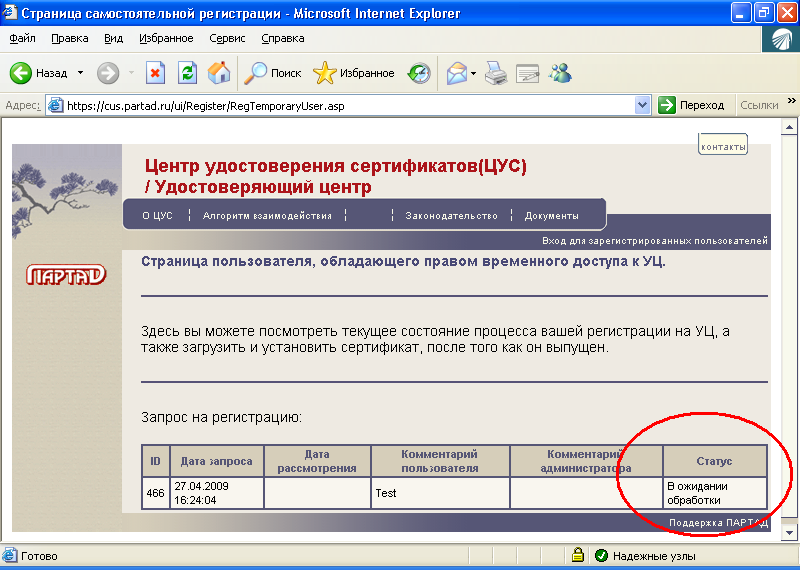 Страница самостоятельной регистрации - Microsoft Internet Explorer
Файл Правка Вид Избранное Сервис Справка
Назад Поиск Избранное
Адрес: https://cus.partad.ru/ui/Register/RegTemporaryUser.asp Переход Ссылки »
контакты
Центр удостоверения сертификатов(ЦУС)
/ Удостоверяющий центр
О ЦУС Алгоритм взаимодействия Законодательство Документы
Вход для зарегистрированных пользователей
ПАРТАД
Страница пользователя, обладающего правом временного доступа к УЦ.
Здесь вы можете посмотреть текущее состояние процесса вашей регистрации на УЦ, а
также загрузить и установить сертификат, после того как он выпущен.
Запрос на регистрацию:
ID Дата запроса Дата рассмотрения Комментарий пользователя Комментарий администратора Статус
466 27.04.2009 16:24:04 Test В ожидании обработки
Поддержка ПАРТАД
Готово Надежные узлы